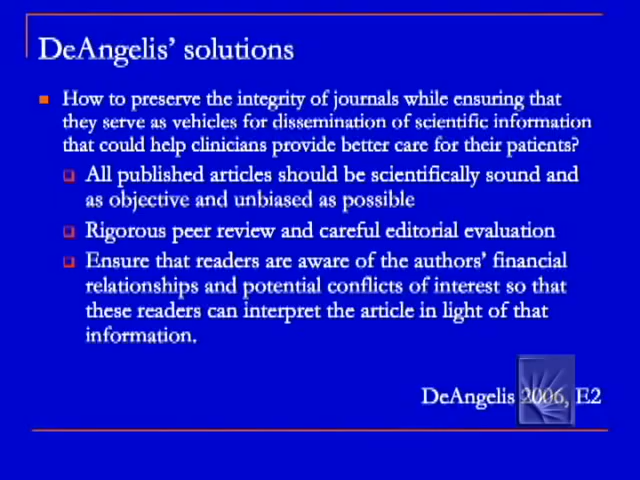 DeAngelis’ solutions
How to preserve the integrity of journals while ensuring that
they serve as vehicles for dissemination of scientific information
that could help clinicians provide better care for their patients?
All published articles should be scientifically sound and
as objective and unbiased as possible
Rigorous peer review and careful editorial evaluation
Ensure that readers are aware of the authors’ financial
relationships and potential conflicts of interest so that
these readers can interpret the article in light of that
information.
DeAngelis 2006, E2